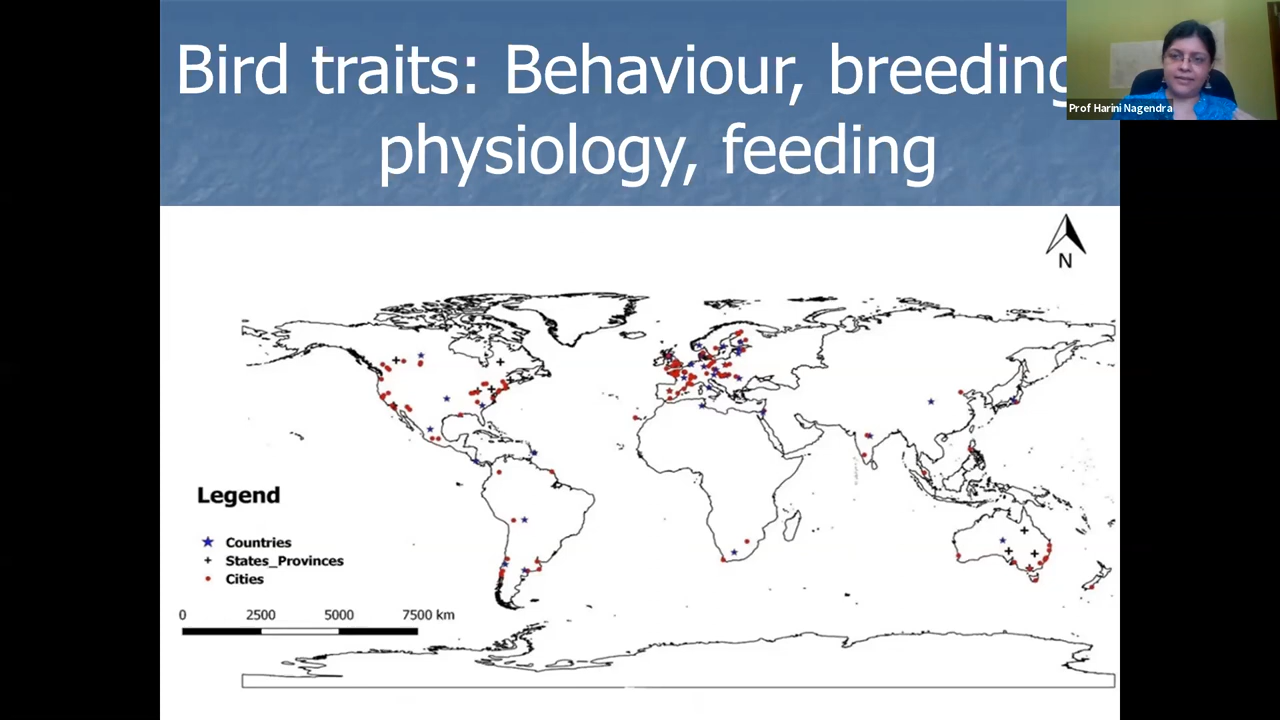 Bird traits: Behaviour, breeding
physiology, feeding
Prof Harini Nagendra
N
Legend
Countries
States_Provinces
Cities
0 2500 5000 7500 km